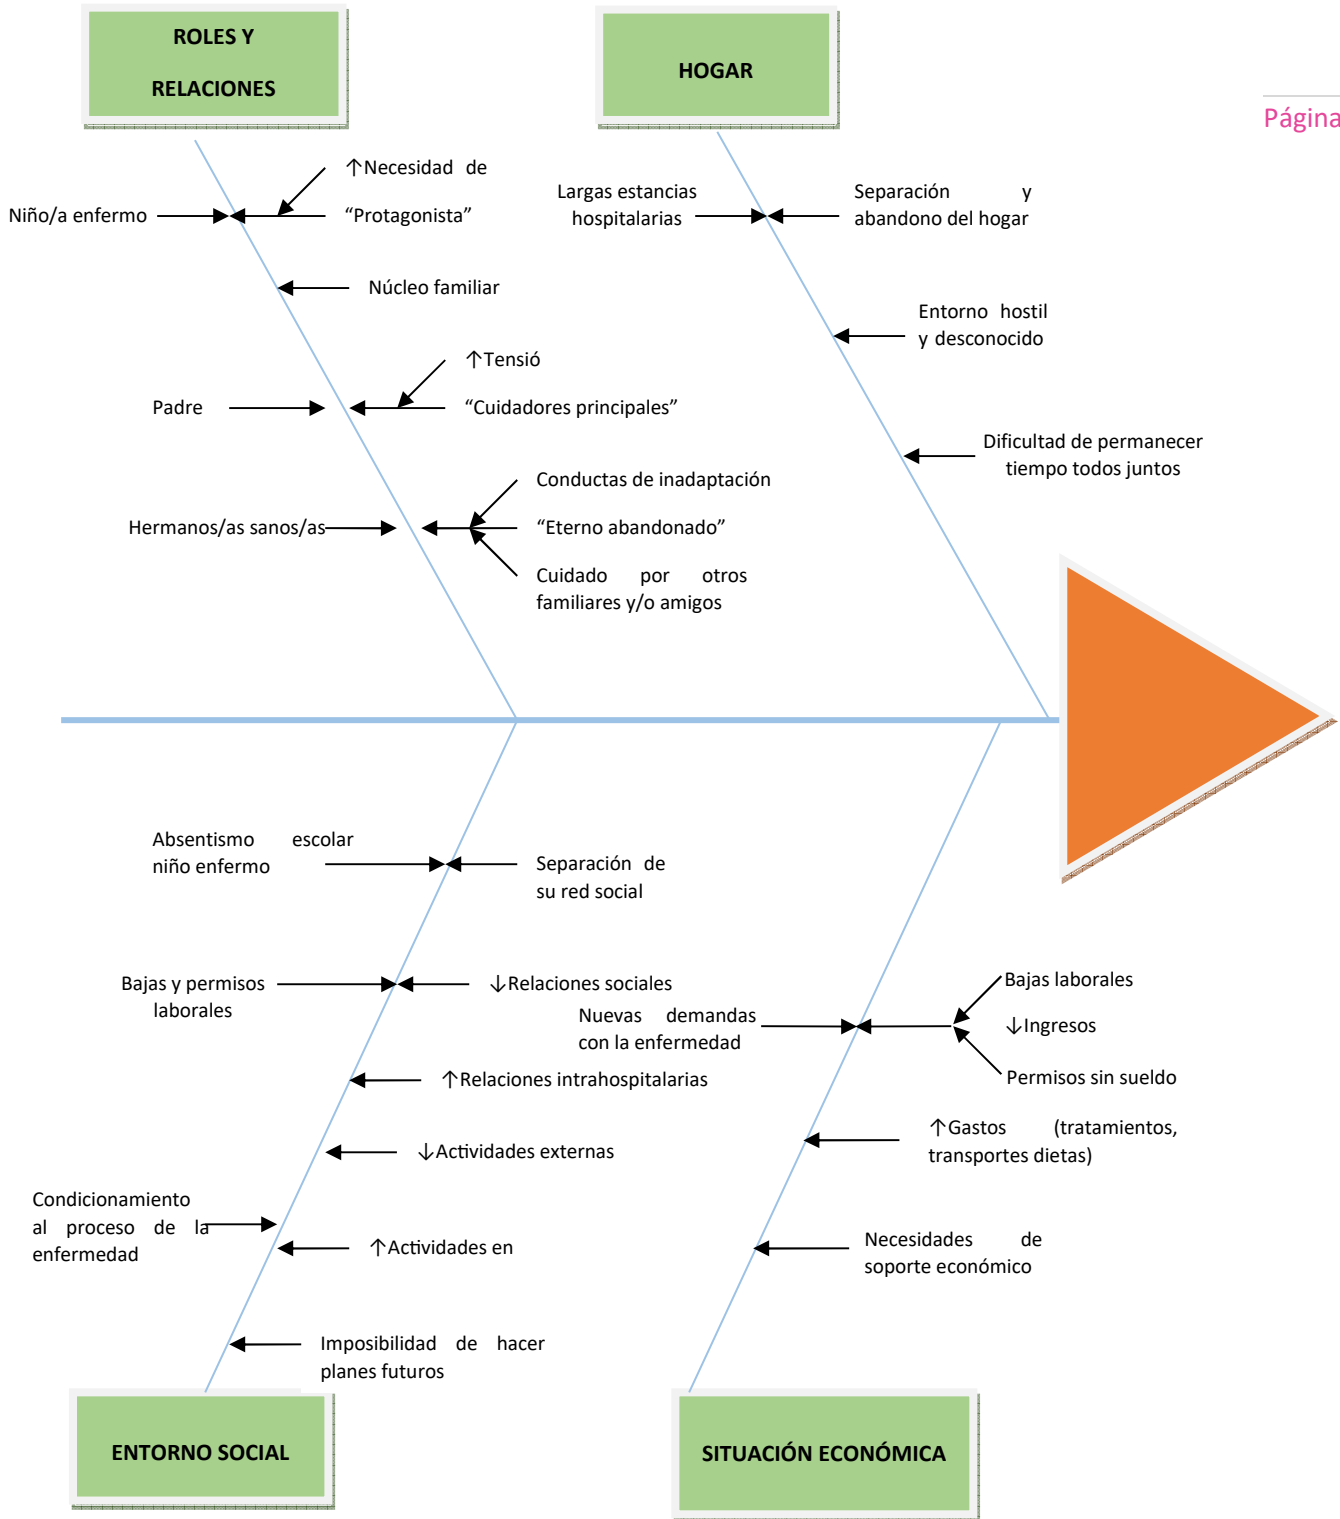 ROLES Y
RELACIONES
HOGAR
Página
↑Necesidad de
Niño/a enfermo
“Protagonista”
Núcleo familiar
↑Tensió
Padre
“Cuidadores principales”
Conductas de inadaptación
Hermanos/as sanos/as
“Eterno abandonado”
Cuidado por otros
familiares y/o amigos
Largas estancias
hospitalarias
Separación y
abandono del hogar
Entorno hostil
y desconocido
Dificultad de permanecer
tiempo todos juntos
Absentismo escolar
niño enfermo
Separación de
su red social
Bajas y permisos
laborales
↓Relaciones sociales
↑Relaciones intrahospitalarias
↓Actividades externas
Condicionamiento
al proceso de la
enfermedad
↑Actividades en
Imposibilidad de hacer
planes futuros
Nuevas demandas
con la enfermedad
Bajas laborales
↓Ingresos
Permisos sin sueldo
↑Gastos (tratamientos,
transportes dietas)
Necesidades de
soporte económico
ENTORNO SOCIAL
SITUACIÓN ECONÓMICA